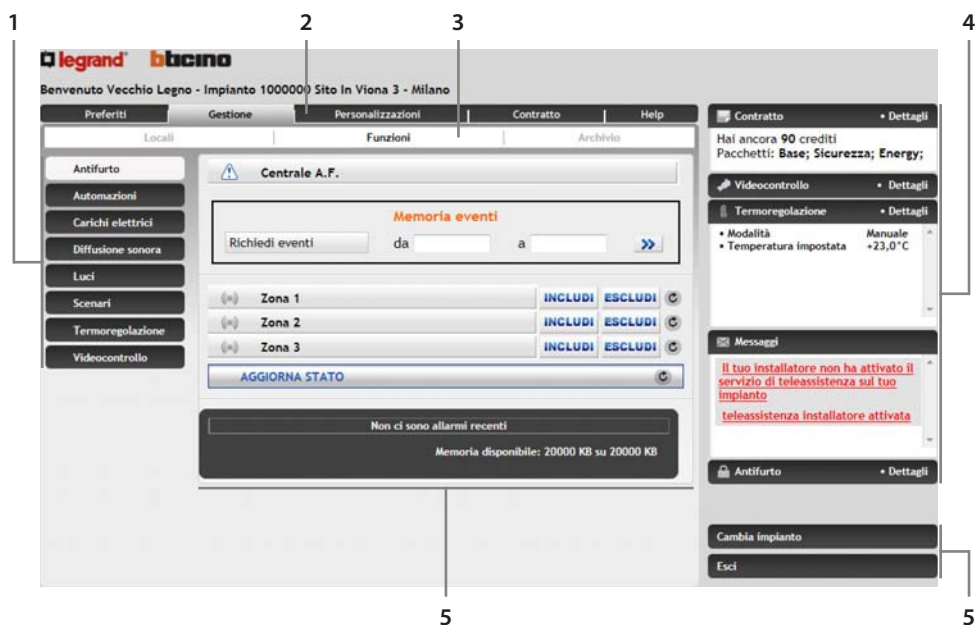 1
2
3
4
legrand bticino
Benvenuto Vecchio Legno - Impianto 1000000 Sito In Viona 3 - Milano
Preferiti
Gestione
Personalizzazioni
Contratto
Help
Locali
Funzioni
Archivio
Antifurto
Automazioni
Carichi elettrici
Diffusione sonora
Luci
Scenari
Termoregolazione
Videocontrollo
Centrale A.F.
Memoria eventi
Richiedi eventi da a
Zona 1 INCLUDI ESCLUDI
Zona 2 INCLUDI ESCLUDI
Zona 3 INCLUDI ESCLUDI
AGGIORNA STATO
Non ci sono allarmi recenti
Memoria disponibile: 20000 KB su 20000 KB
Contratto • Dettagli
Hai ancora 90 crediti
Pacchetti: Base; Sicurezza; Energy;
Videocontrollo • Dettagli
Termoregolazione • Dettagli
• Modalità Manuale
• Temperatura impostata +23,0°C
Messaggi
Il tuo installatore non ha attivato il
servizio di teleassistenza sul tuo
impianto
teleassistenza installatore attivata
Antifurto • Dettagli
Cambia impianto
Esci
5
5